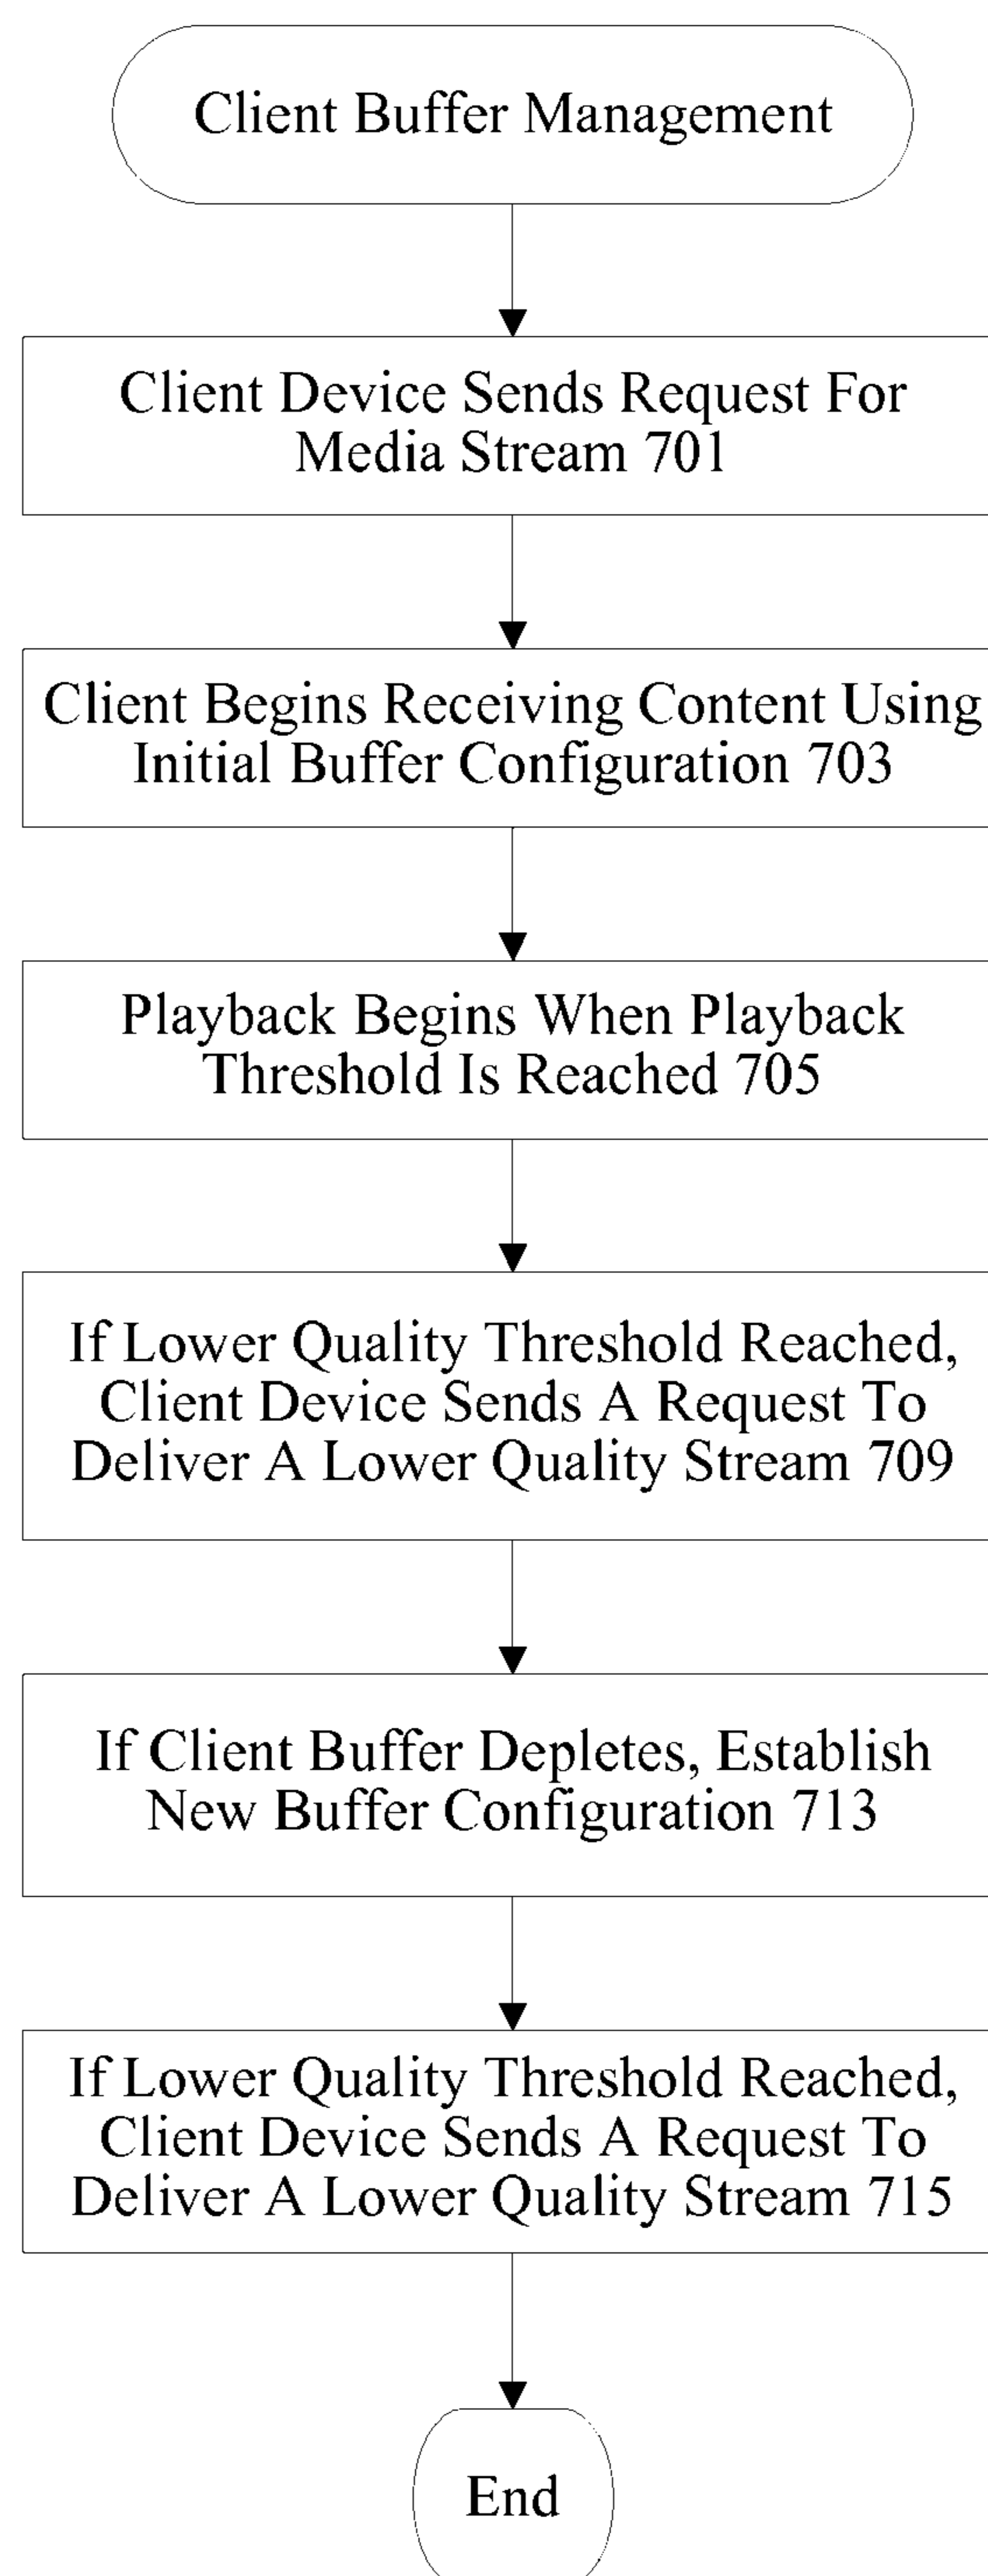 Client Buffer Management
Client Device Sends Request For
Media Stream 701
Client Begins Receiving Content Using
Initial Buffer Configuration 703
Playback Begins When Playback
Threshold Is Reached 705
If Lower Quality Threshold Reached,
Client Device Sends A Request To
Deliver A Lower Quality Stream 709
If Client Buffer Depletes, Establish
New Buffer Configuration 713
If Lower Quality Threshold Reached,
Client Device Sends A Request To
Deliver A Lower Quality Stream 715
End